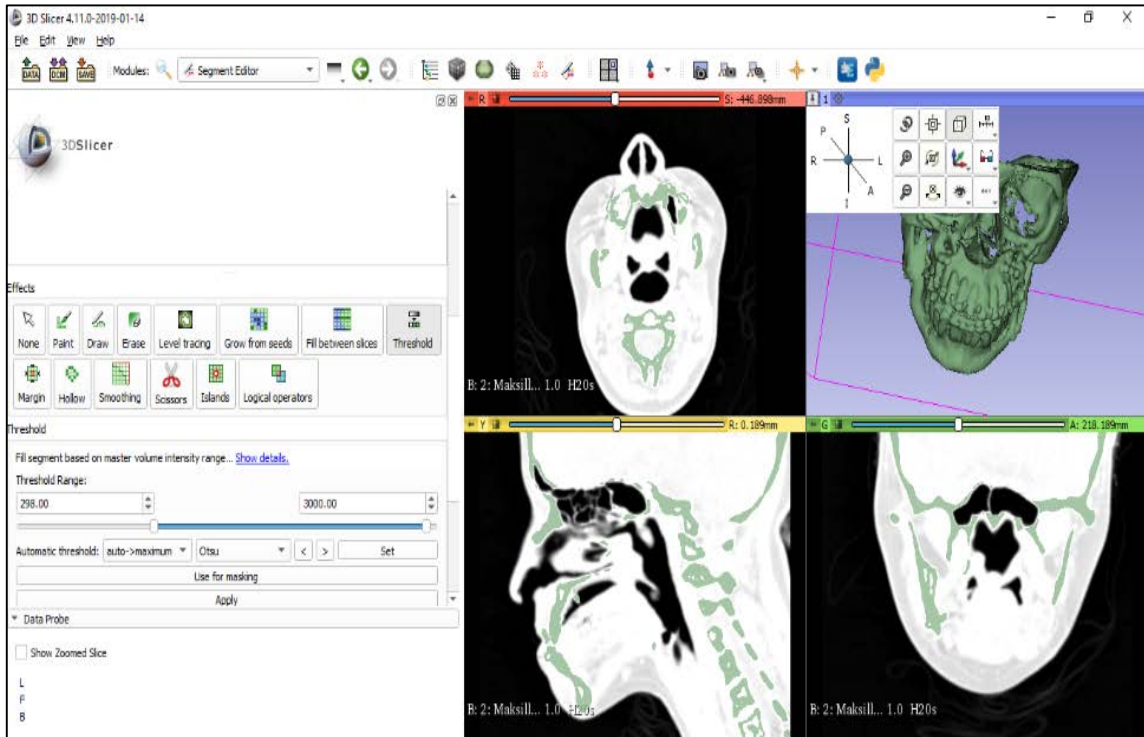 3D Slicer 4.11.0-2019-01-14
File Edit View Help
DATA DCM SAVE Modules: Segment Editor
3DSlicer
Effects
None Paint Draw Erase Level tracing Grow from seeds Fill between slices Threshold
Margin Hollow Smoothing Scissors Islands Logical operators
Threshold
Fill segment based on master volume intensity range... Show details.
Threshold Range:
298.00 3000.00
Automatic threshold: auto->maximum Otsu < > Set
Use for masking
Apply
Data Probe
Show Zoomed Slice
L
F
B
R S: -446.898mm
B: 2: Maksill... 1.0 H20s
1
S
P
R L
A
I
Y R: 0.189mm
B: 2: Maksill... 1.0 H20s
G A: 218.189mm
B: 2: Maksill... 1.0 H20s